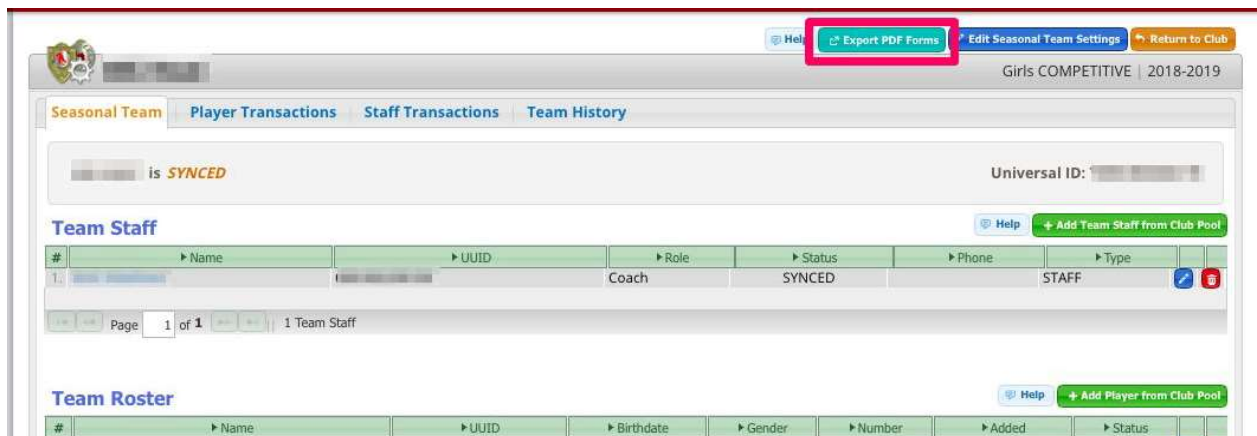 Help Export PDF Forms Edit Seasonal Team Settings Return to Club
Girls COMPETITIVE | 2018-2019
Seasonal Team Player Transactions Staff Transactions Team History
is SYNCED Universal ID:
Team Staff Help + Add Team Staff from Club Pool
# Name UUID Role Status Phone Type
1. Coach SYNCED STAFF
Page 1 of 1 1 Team Staff
Team Roster Help + Add Player from Club Pool
# Name UUID Birthdate Gender Number Added Status